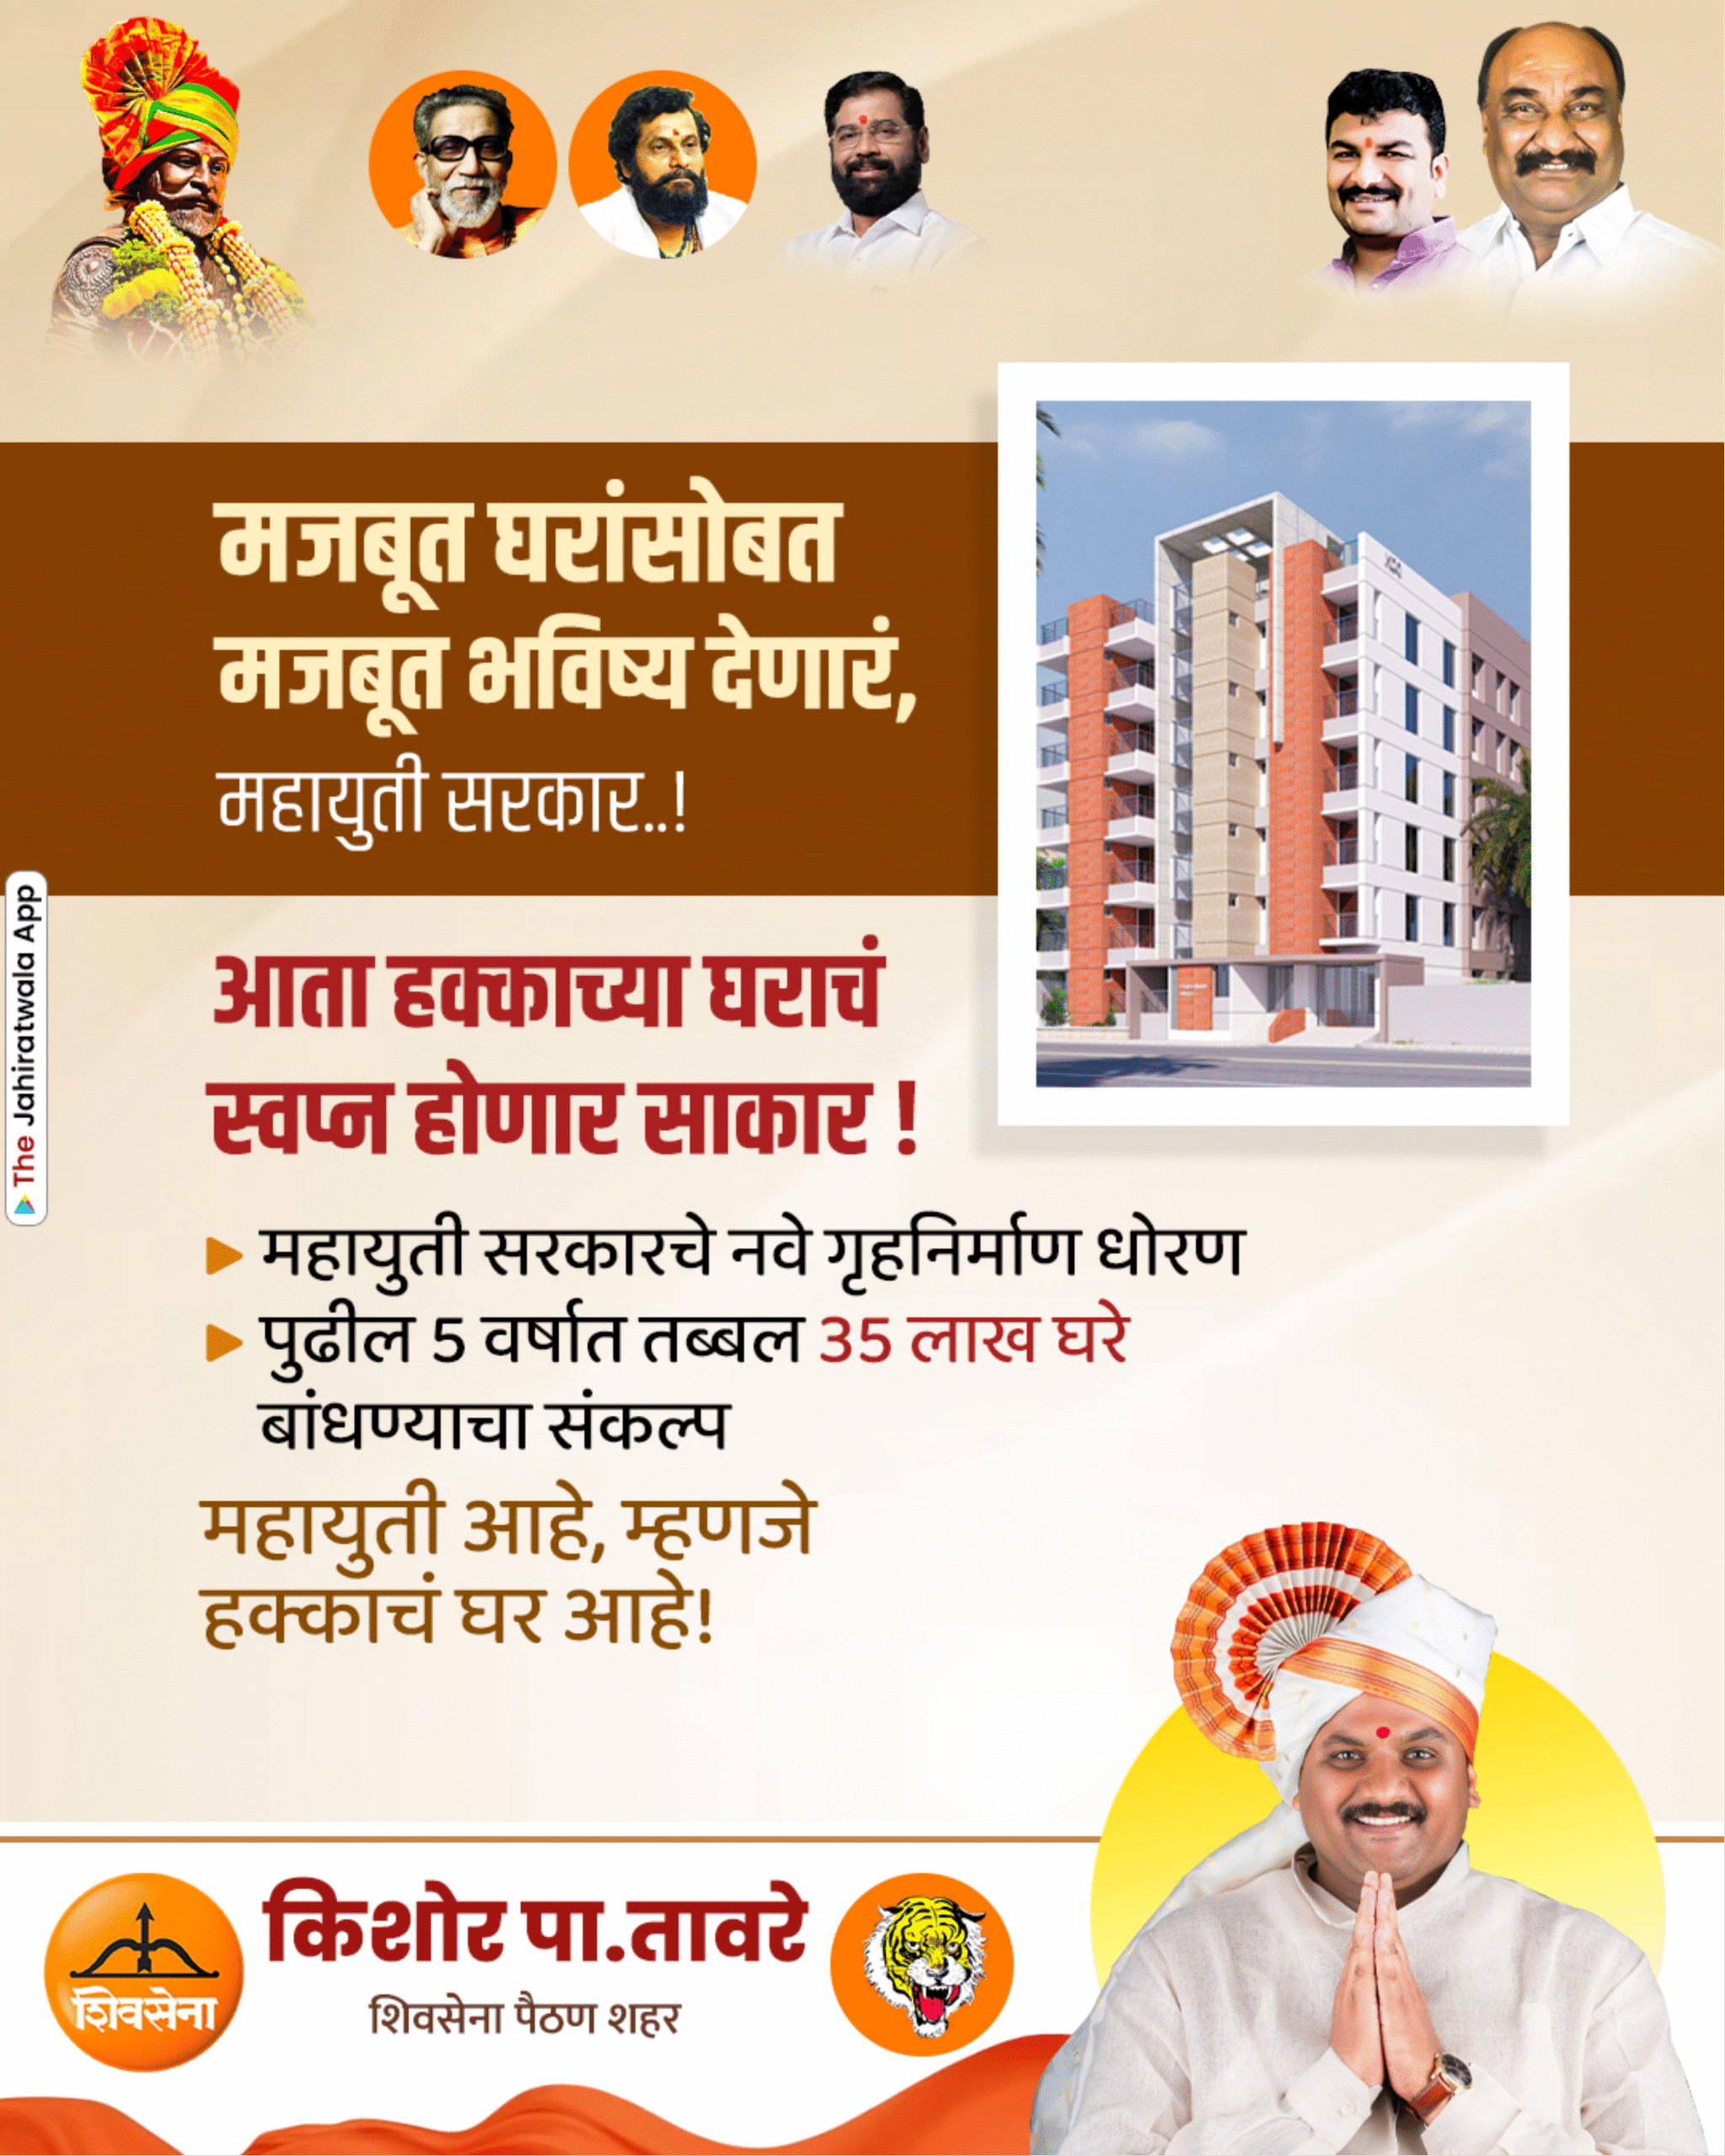 मजबूत घरांसोबत
मजबूत भविष्य देणारं,
महायुती सरकार..!
आता हक्काच्या घराचं
स्वप्न होणार साकार !
महायुती सरकारचे नवे गृहनिर्माण धोरण
पुढील 5 वर्षात तब्बल 35 लाख घरे
बांधण्याचा संकल्प
महायुती आहे, म्हणजे
हक्काचं घर आहे!
The Jahiratwala App
शिवसेना
किशोर पा.तावरे
शिवसेना पैठण शहर